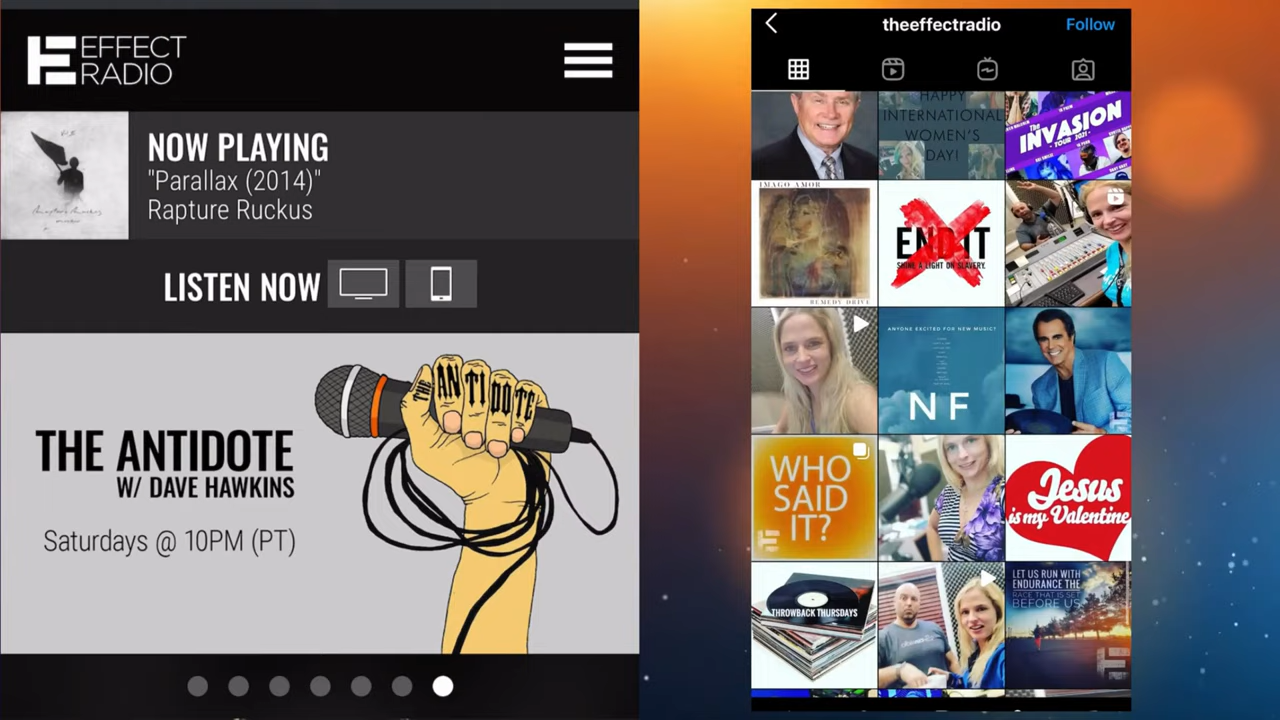 EFFECT
RADIO
NOW PLAYING
"Parallax (2014)"
Rapture Ruckus
LISTEN NOW
THE ANTIDOTE
W/ DAVE HAWKINS
Saturdays @ 10PM (PT)
THE ANTIDOTE
theeffectradio
Follow
HAPPY
INTERNATIONAL
WOMEN'S
DAY!
The
INVASION
TOUR 2021
IMAGO AMOR
REMEDY DRIVE
END IT
SHINE A LIGHT ON SLAVERY.
ANYONE EXCITED FOR NEW MUSIC?
NF
WHO
SAID
IT?
Jesus
is my Valentine
THROWBACK THURSDAYS
LET US RUN WITH
ENDURANCE THE
RACE THAT IS SET
BEFORE US